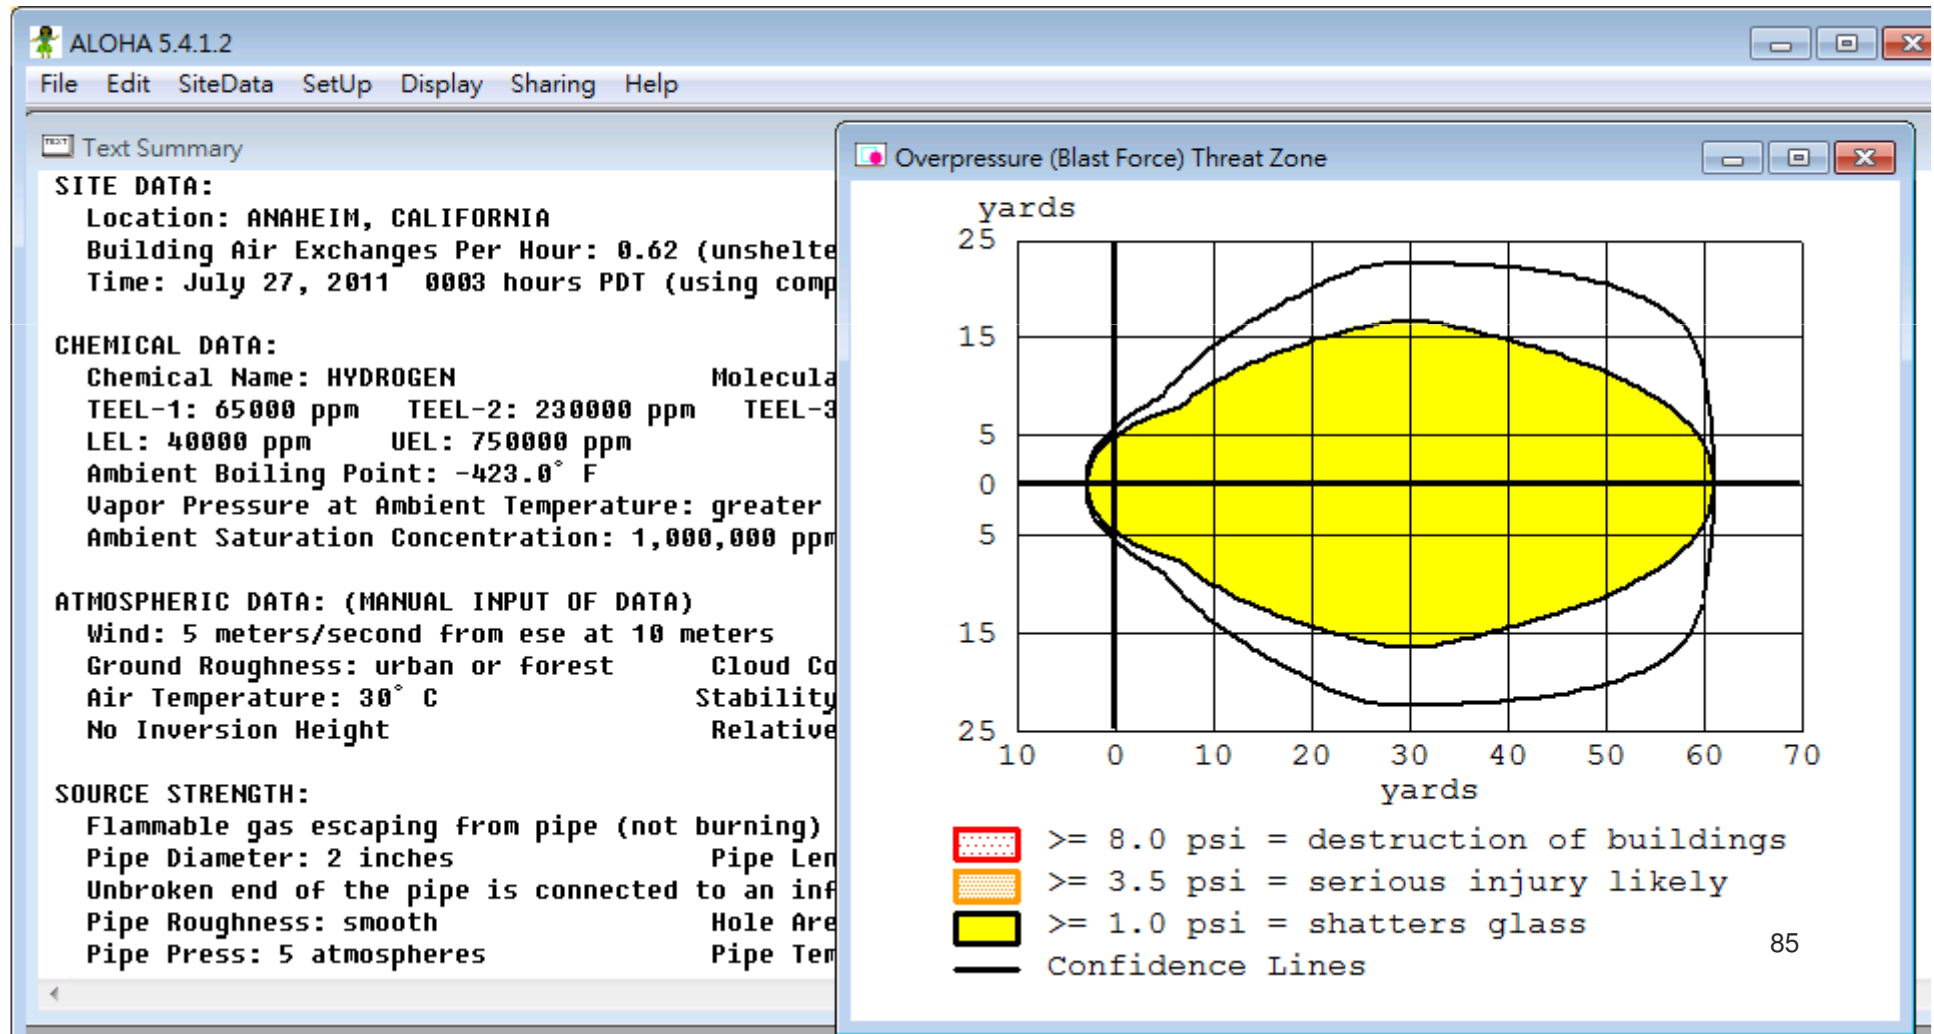 ALOHA 5.4.1.2
File Edit SiteData SetUp Display Sharing Help
Text Summary
SITE DATA:
Location: ANAHEIM, CALIFORNIA
Building Air Exchanges Per Hour: 0.62 (unshelte
Time: July 27, 2011 0003 hours PDT (using comp
CHEMICAL DATA:
Chemical Name: HYDROGEN Molecula
TEEL-1: 65000 ppm TEEL-2: 230000 ppm TEEL-3
LEL: 40000 ppm UEL: 750000 ppm
Ambient Boiling Point: -423.0° F
Vapor Pressure at Ambient Temperature: greater
Ambient Saturation Concentration: 1,000,000 ppm
ATMOSPHERIC DATA: (MANUAL INPUT OF DATA)
Wind: 5 meters/second from ese at 10 meters
Ground Roughness: urban or forest Cloud Co
Air Temperature: 30° C Stability
No Inversion Height Relative
SOURCE STRENGTH:
Flammable gas escaping from pipe (not burning)
Pipe Diameter: 2 inches Pipe Len
Unbroken end of the pipe is connected to an inf
Pipe Roughness: smooth Hole Are
Pipe Press: 5 atmospheres Pipe Tem
Overpressure (Blast Force) Threat Zone
yards
25
15
5
0
5
15
25
10 0 10 20 30 40 50 60 70
yards
>= 8.0 psi = destruction of buildings
>= 3.5 psi = serious injury likely
>= 1.0 psi = shatters glass
Confidence Lines
85